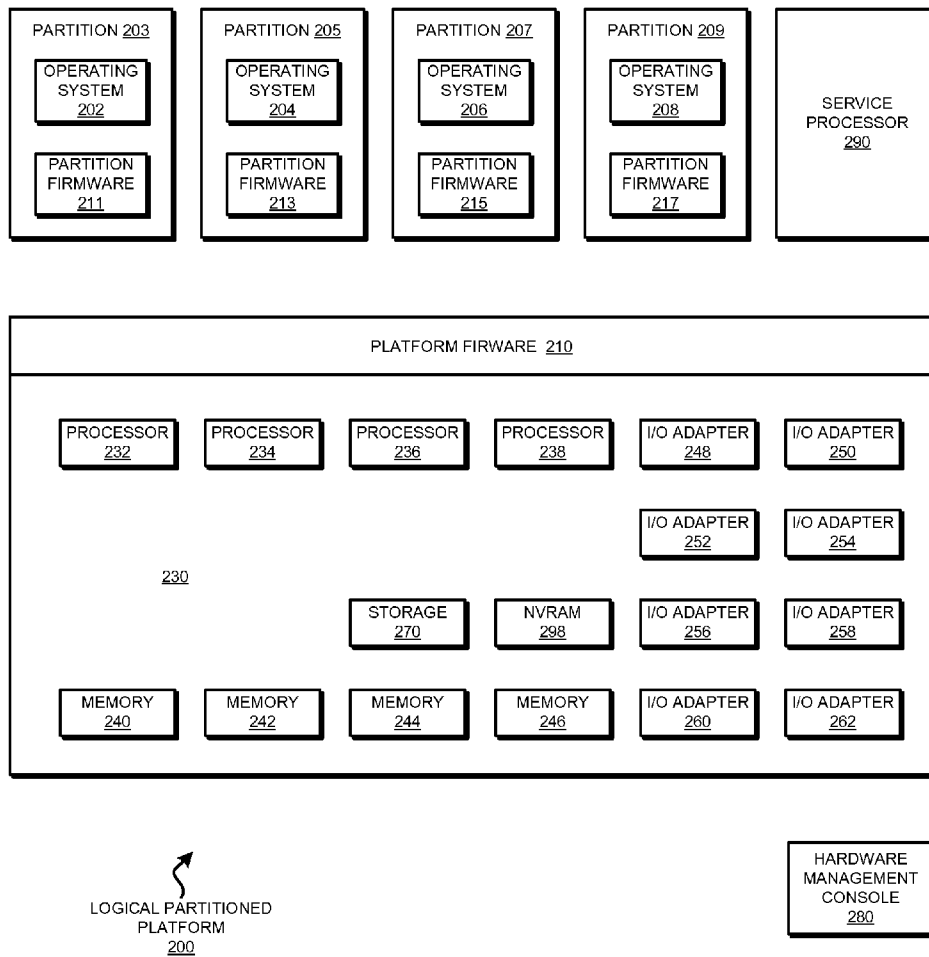 PARTITION 203
OPERATING
SYSTEM
202
PARTITION
FIRMWARE
211
PARTITION 205
OPERATING
SYSTEM
204
PARTITION
FIRMWARE
213
PARTITION 207
OPERATING
SYSTEM
206
PARTITION
FIRMWARE
215
PARTITION 209
OPERATING
SYSTEM
208
PARTITION
FIRMWARE
217
SERVICE
PROCESSOR
290
PLATFORM FIRWARE 210
PROCESSOR
232
PROCESSOR
234
PROCESSOR
236
PROCESSOR
238
I/O ADAPTER
248
I/O ADAPTER
250
I/O ADAPTER
252
I/O ADAPTER
254
230
STORAGE
270
NVRAM
298
I/O ADAPTER
256
I/O ADAPTER
258
MEMORY
240
MEMORY
242
MEMORY
244
MEMORY
246
I/O ADAPTER
260
I/O ADAPTER
262
LOGICAL PARTITIONED
PLATFORM
200
HARDWARE
MANAGEMENT
CONSOLE
280